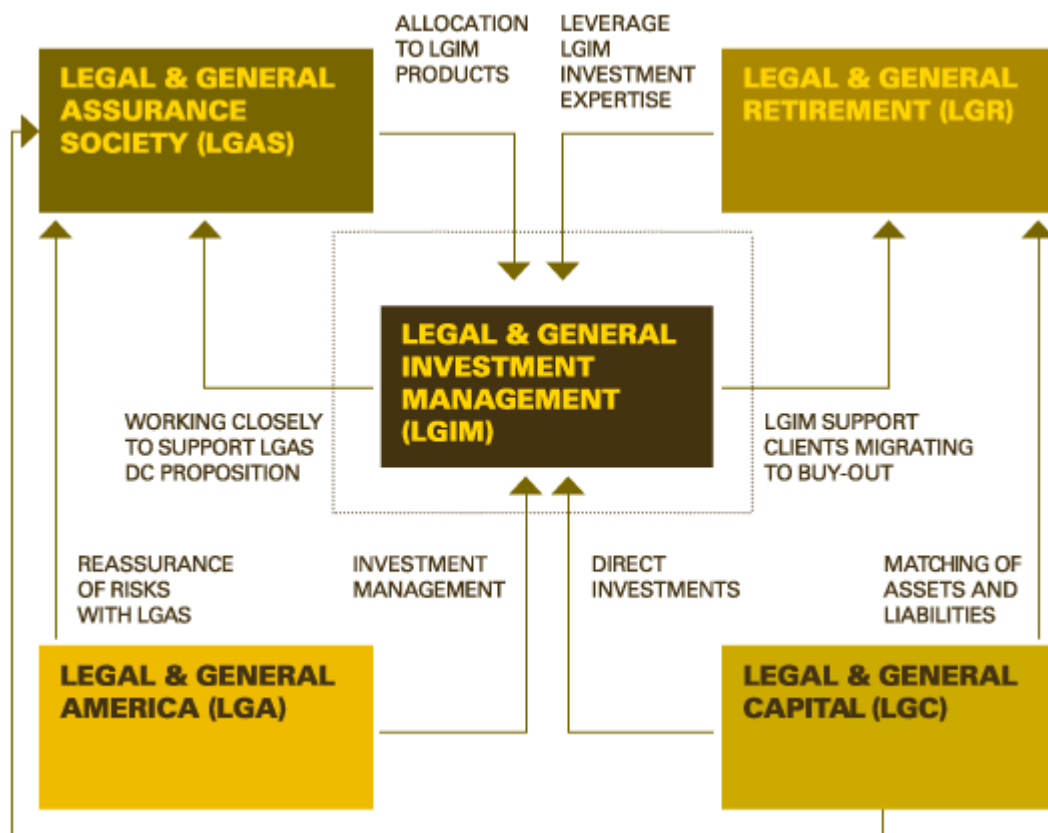 ALLOCATION
TO LGIM
PRODUCTS
LEVERAGE
LGIM
INVESTMENT
EXPERTISE
LEGAL & GENERAL
ASSURANCE
SOCIETY (LGAS)
LEGAL & GENERAL
RETIREMENT (LGR)
LEGAL & GENERAL
INVESTMENT
MANAGEMENT
(LGIM)
WORKING CLOSELY
TO SUPPORT LGAS
DC PROPOSITION
LGIM SUPPORT
CLIENTS MIGRATING
TO BUY-OUT
REASSURANCE
OF RISKS
WITH LGAS
INVESTMENT
MANAGEMENT
DIRECT
INVESTMENTS
MATCHING OF
ASSETS AND
LIABILITIES
LEGAL & GENERAL
AMERICA (LGA)
LEGAL & GENERAL
CAPITAL (LGC)